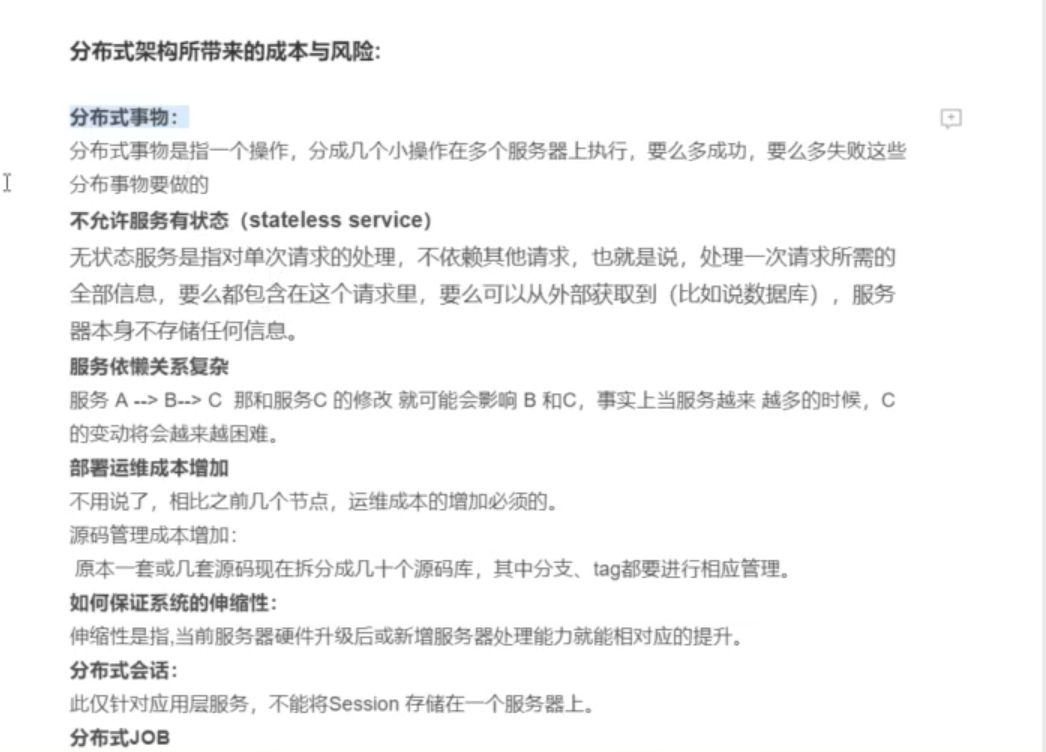 分布式架构所带来的成本与风险:
分布式事物：
分布式事物是指一个操作，分成几个小操作在多个服务器上执行，要么多成功，要么多失败这些
分布事物要做的
不允许服务有状态（stateless service）
无状态服务是指对单次请求的处理，不依赖其他请求，也就是说，处理一次请求所需的
全部信息，要么都包含在这个请求里，要么可以从外部获取到（比如说数据库），服务
器本身不存储任何信息。
服务依懒关系复杂
服务 A --> B--> C  那和服务C 的修改 就可能会影响 B 和C，事实上当服务越来 越多的时候，C
的变动将会越来越困难。
部署运维成本增加
不用说了，相比之前几个节点，运维成本的增加必须的。
源码管理成本增加：
原本一套或几套源码现在拆分成几十个源码库，其中分支、tag都要进行相应管理。
如何保证系统的伸缩性：
伸缩性是指,当前服务器硬件升级后或新增服务器处理能力就能相对应的提升。
分布式会话：
此仅针对应用层服务，不能将Session 存储在一个服务器上。
分布式JOB